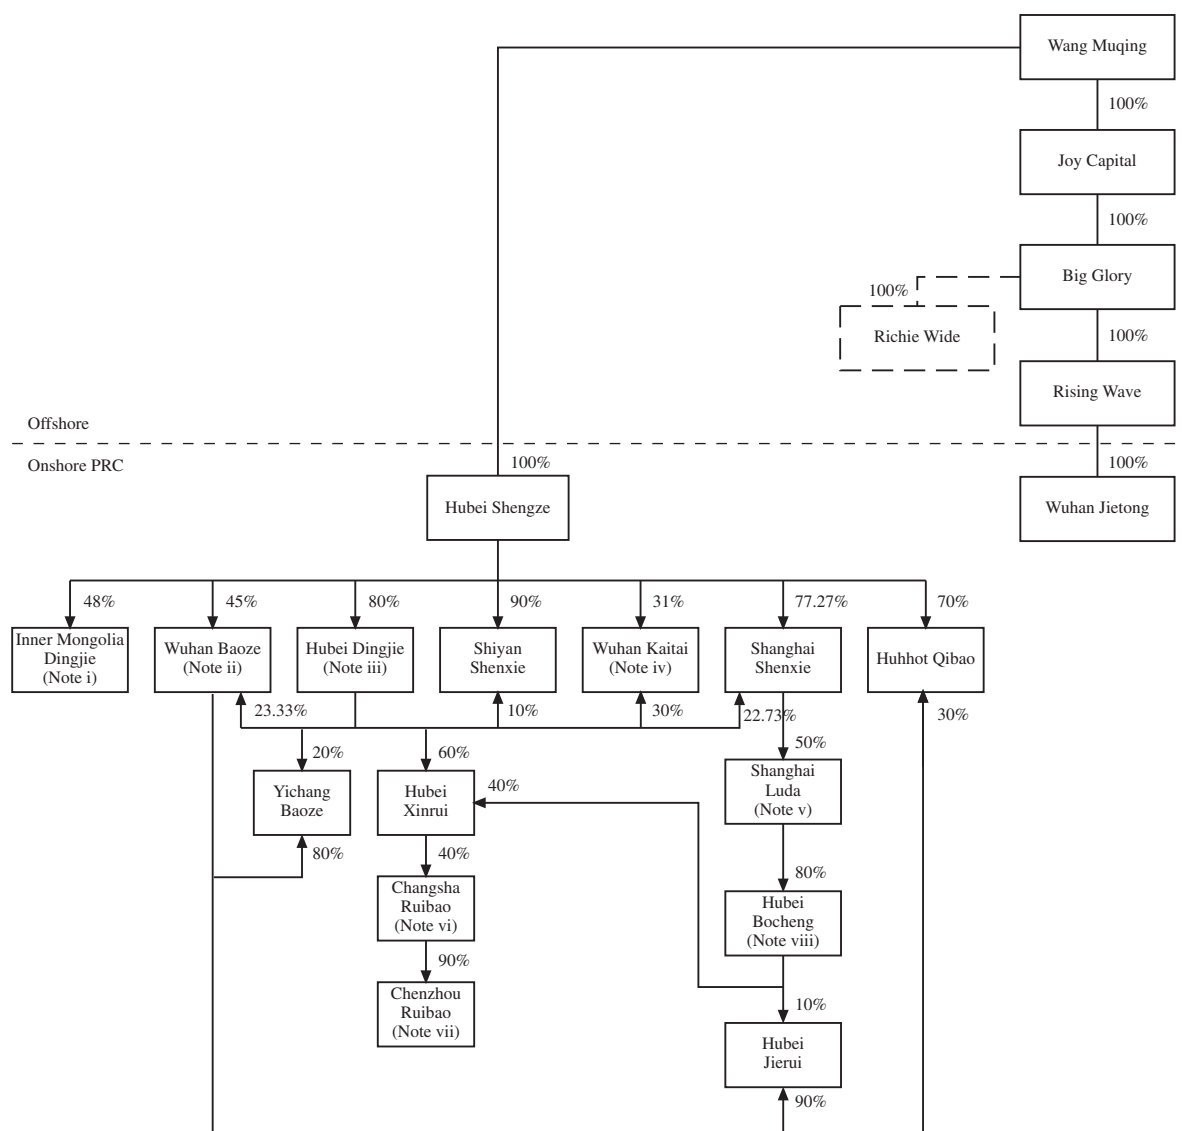 Wang Muqing
100%
Joy Capital
100%
Big Glory
100%
Richie Wide
100%
Rising Wave
Offshore
Onshore PRC
100%
100%
Hubei Shengze
Wuhan Jietong
48%
45%
80%
90%
31%
77.27%
70%
Inner Mongolia
Dingjie
(Note i)
Wuhan Baoze
(Note ii)
Hubei Dingjie
(Note iii)
Shiyan
Shenxie
Wuhan Kaitai
(Note iv)
Shanghai
Shenxie
Huhhot Qibao
23.33%
10%
30%
22.73%
30%
20%
60%
50%
Yichang
Baoze
Hubei
Xinrui
40%
Shanghai
Luda
(Note v)
80%
40%
80%
Changsha
Ruibao
(Note vi)
Hubei
Bocheng
(Note viii)
90%
Chenzhou
Ruibao
(Note vii)
10%
Hubei
Jierui
90%